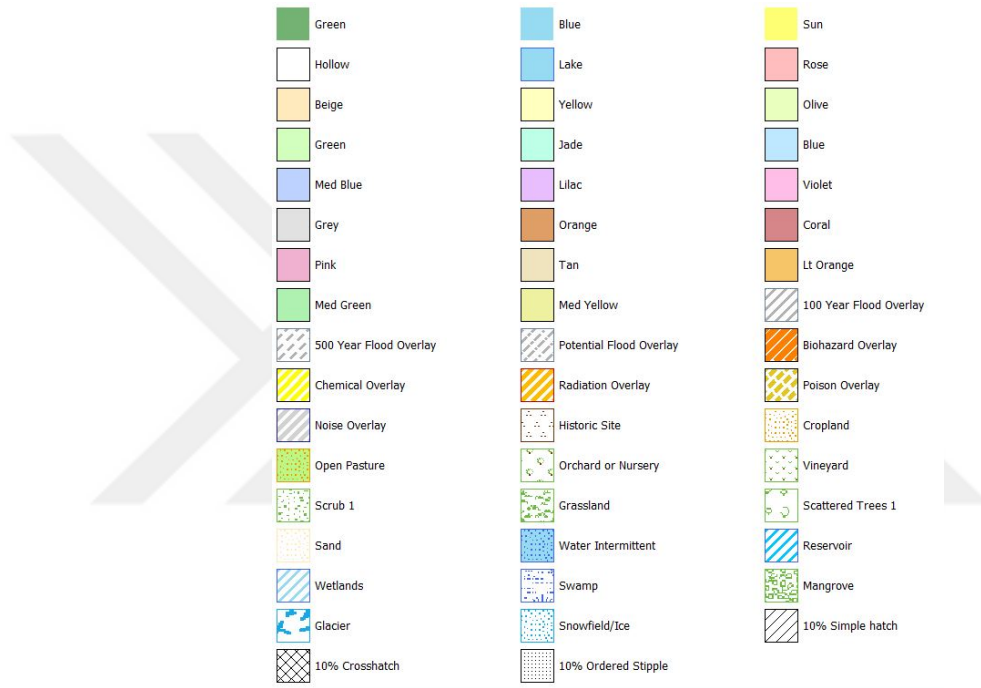 Green
Blue
Sun
Hollow
Lake
Rose
Beige
Yellow
Olive
Green
Jade
Blue
Med Blue
Lilac
Violet
Grey
Orange
Coral
Pink
Tan
Lt Orange
Med Green
Med Yellow
100 Year Flood Overlay
500 Year Flood Overlay
Potential Flood Overlay
Biohazard Overlay
Chemical Overlay
Radiation Overlay
Poison Overlay
Noise Overlay
Historic Site
Cropland
Open Pasture
Orchard or Nursery
Vineyard
Scrub 1
Grassland
Scattered Trees 1
Sand
Water Intermittent
Reservoir
Wetlands
Swamp
Mangrove
Glacier
Snowfield/Ice
10% Simple hatch
10% Crosshatch
10% Ordered Stipple